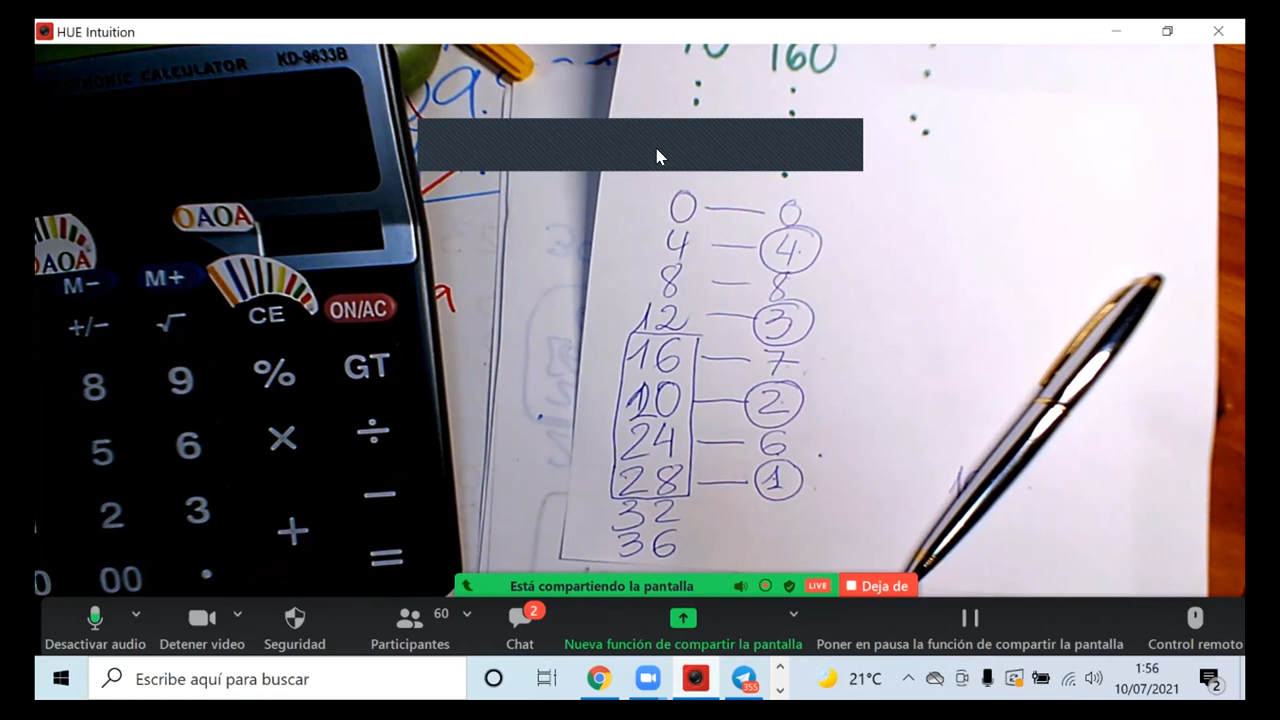 HUE Intuition
CTRONIC CALCULATOR KD-9633B
09.
10 160
OAOA
OAOA
M- M+
+/- √ CE ON/AC
8 9 % GT
5 6 × ÷
2 3 + −
0 00 . =
0 — 0
4 — 4
8 — 8
12 — 3
16 — 7
10 — 2
24 — 6
28 — 1
32
36
Está compartiendo la pantalla LIVE Deja de
Desactivar audio Detener video Seguridad Participantes 60 Chat 2 Nueva función de compartir la pantalla Poner en pausa la función de compartir la pantalla Control remoto
Escribe aquí para buscar 355 21°C 1:56
10/07/2021 2